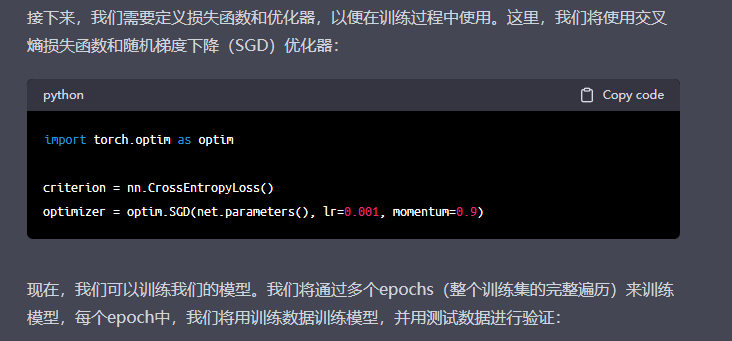 接下来，我们需要定义损失函数和优化器，以便在训练过程中使用。这里，我们将使用交叉
熵损失函数和随机梯度下降（SGD）优化器：
python
Copy code
import torch.optim as optim
criterion = nn.CrossEntropyLoss()
optimizer = optim.SGD(net.parameters(), lr=0.001, momentum=0.9)
现在，我们可以训练我们的模型。我们将通过多个epochs（整个训练集的完整遍历）来训练
模型，每个epoch中，我们将用训练数据训练模型，并用测试数据进行验证：